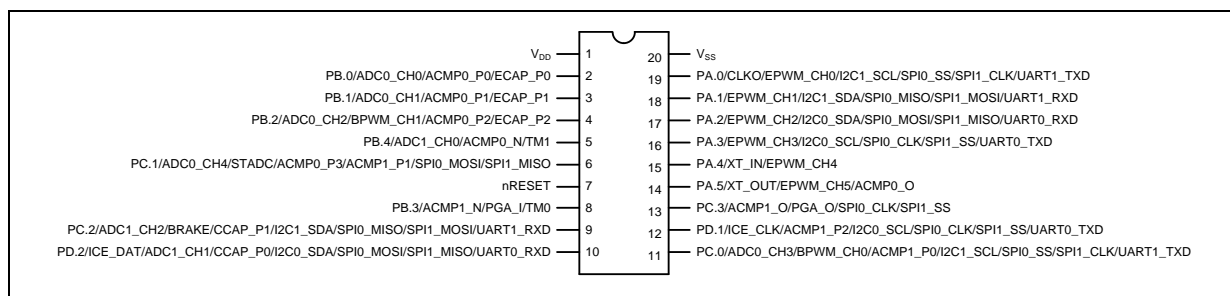 VDD 1 20 VSS
PB.0/ADC0_CH0/ACMP0_P0/ECAP_P0 2 19 PA.0/CLKO/EPWM_CH0/I2C1_SCL/SPI0_SS/SPI1_CLK/UART1_TXD
PB.1/ADC0_CH1/ACMP0_P1/ECAP_P1 3 18 PA.1/EPWM_CH1/I2C1_SDA/SPI0_MISO/SPI1_MOSI/UART1_RXD
PB.2/ADC0_CH2/BPWM_CH1/ACMP0_P2/ECAP_P2 4 17 PA.2/EPWM_CH2/I2C0_SDA/SPI0_MOSI/SPI1_MISO/UART0_RXD
PB.4/ADC1_CH0/ACMP0_N/TM1 5 16 PA.3/EPWM_CH3/I2C0_SCL/SPI0_CLK/SPI1_SS/UART0_TXD
PC.1/ADC0_CH4/STADC/ACMP0_P3/ACMP1_P1/SPI0_MOSI/SPI1_MISO 6 15 PA.4/XT_IN/EPWM_CH4
nRESET 7 14 PA.5/XT_OUT/EPWM_CH5/ACMP0_O
PB.3/ACMP1_N/PGA_I/TM0 8 13 PC.3/ACMP1_O/PGA_O/SPI0_CLK/SPI1_SS
PC.2/ADC1_CH2/BRAKE/CCAP_P1/I2C1_SDA/SPI0_MISO/SPI1_MOSI/UART1_RXD 9 12 PD.1/ICE_CLK/ACMP1_P2/I2C0_SCL/SPI0_CLK/SPI1_SS/UART0_TXD
PD.2/ICE_DAT/ADC1_CH1/CCAP_P0/I2C0_SDA/SPI0_MOSI/SPI1_MISO/UART0_RXD 10 11 PC.0/ADC0_CH3/BPWM_CH0/ACMP1_P0/I2C1_SCL/SPI0_SS/SPI1_CLK/UART1_TXD